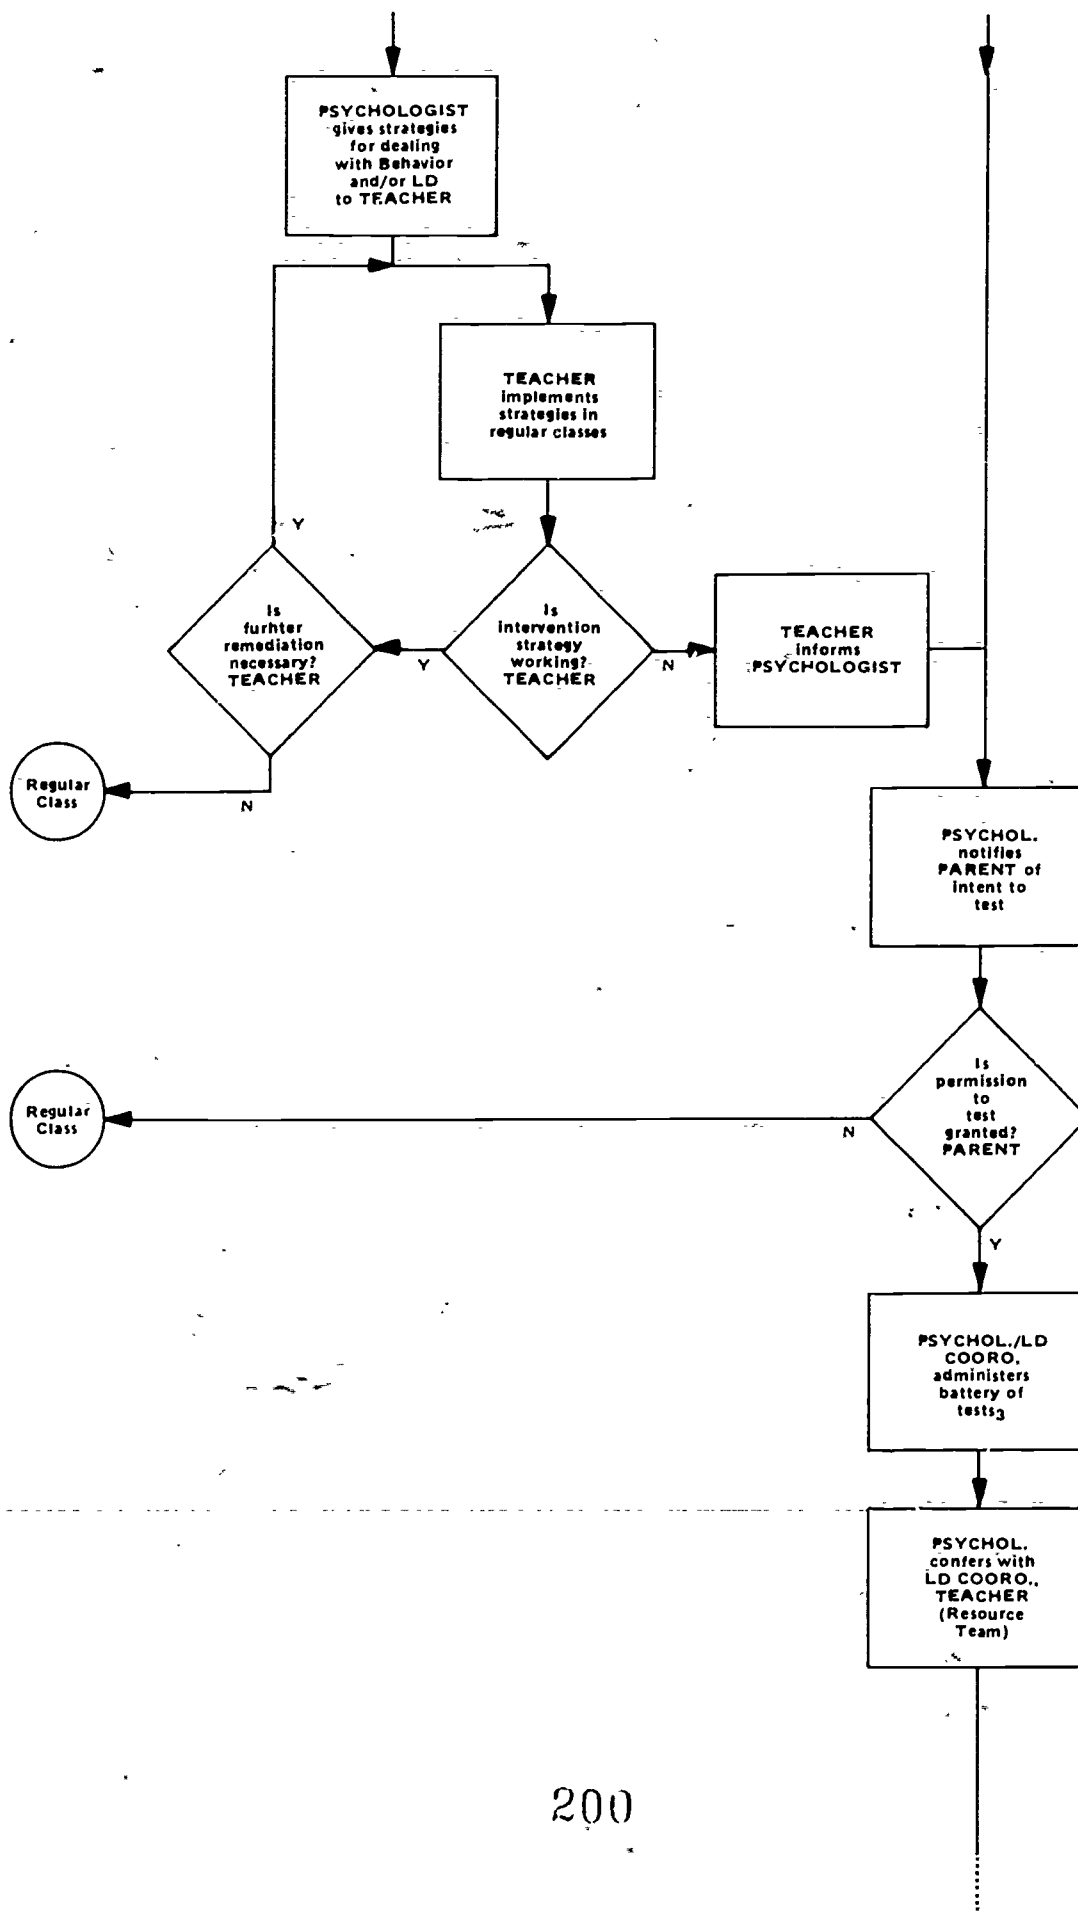 PSYCHOLOGIST
gives strategies
for dealing
with Behavior
and/or LD
to TEACHER
TEACHER
implements
strategies in
regular classes
Y
Is
furhter
remediation
necessary?
TEACHER
Y
Is
intervention
strategy
working?
TEACHER
N
TEACHER
informs
PSYCHOLOGIST
Regular
Class
N
PSYCHOL.
notifies
PARENT of
intent to
test
Regular
Class
N
Is
permission
to
test
granted?
PARENT
Y
PSYCHOL./LD
COORO.
administers
battery of
tests3
PSYCHOL.
confers with
LD COORO.,
TEACHER
(Resource
Team)
200